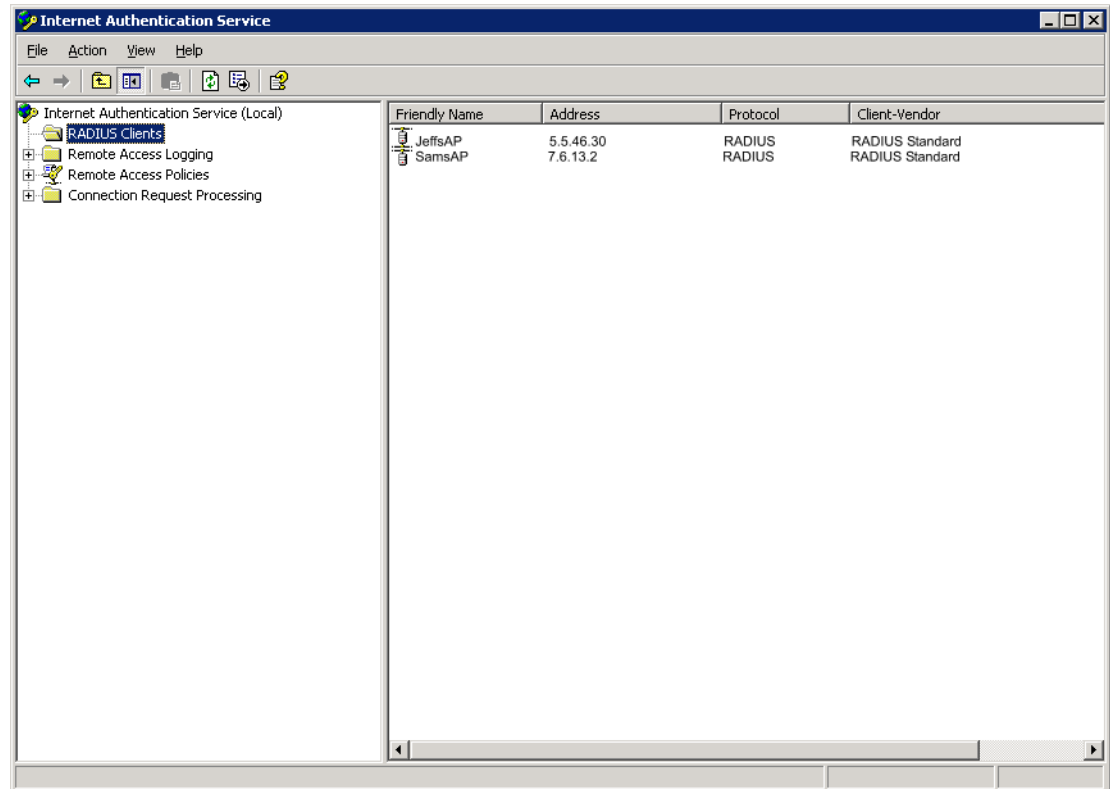 Internet Authentication Service
File Action View Help
Internet Authentication Service (Local)
RADIUS Clients
Remote Access Logging
Remote Access Policies
Connection Request Processing
Friendly Name Address Protocol Client-Vendor
JeffsAP 5.5.46.30 RADIUS RADIUS Standard
SamsAP 7.6.13.2 RADIUS RADIUS Standard